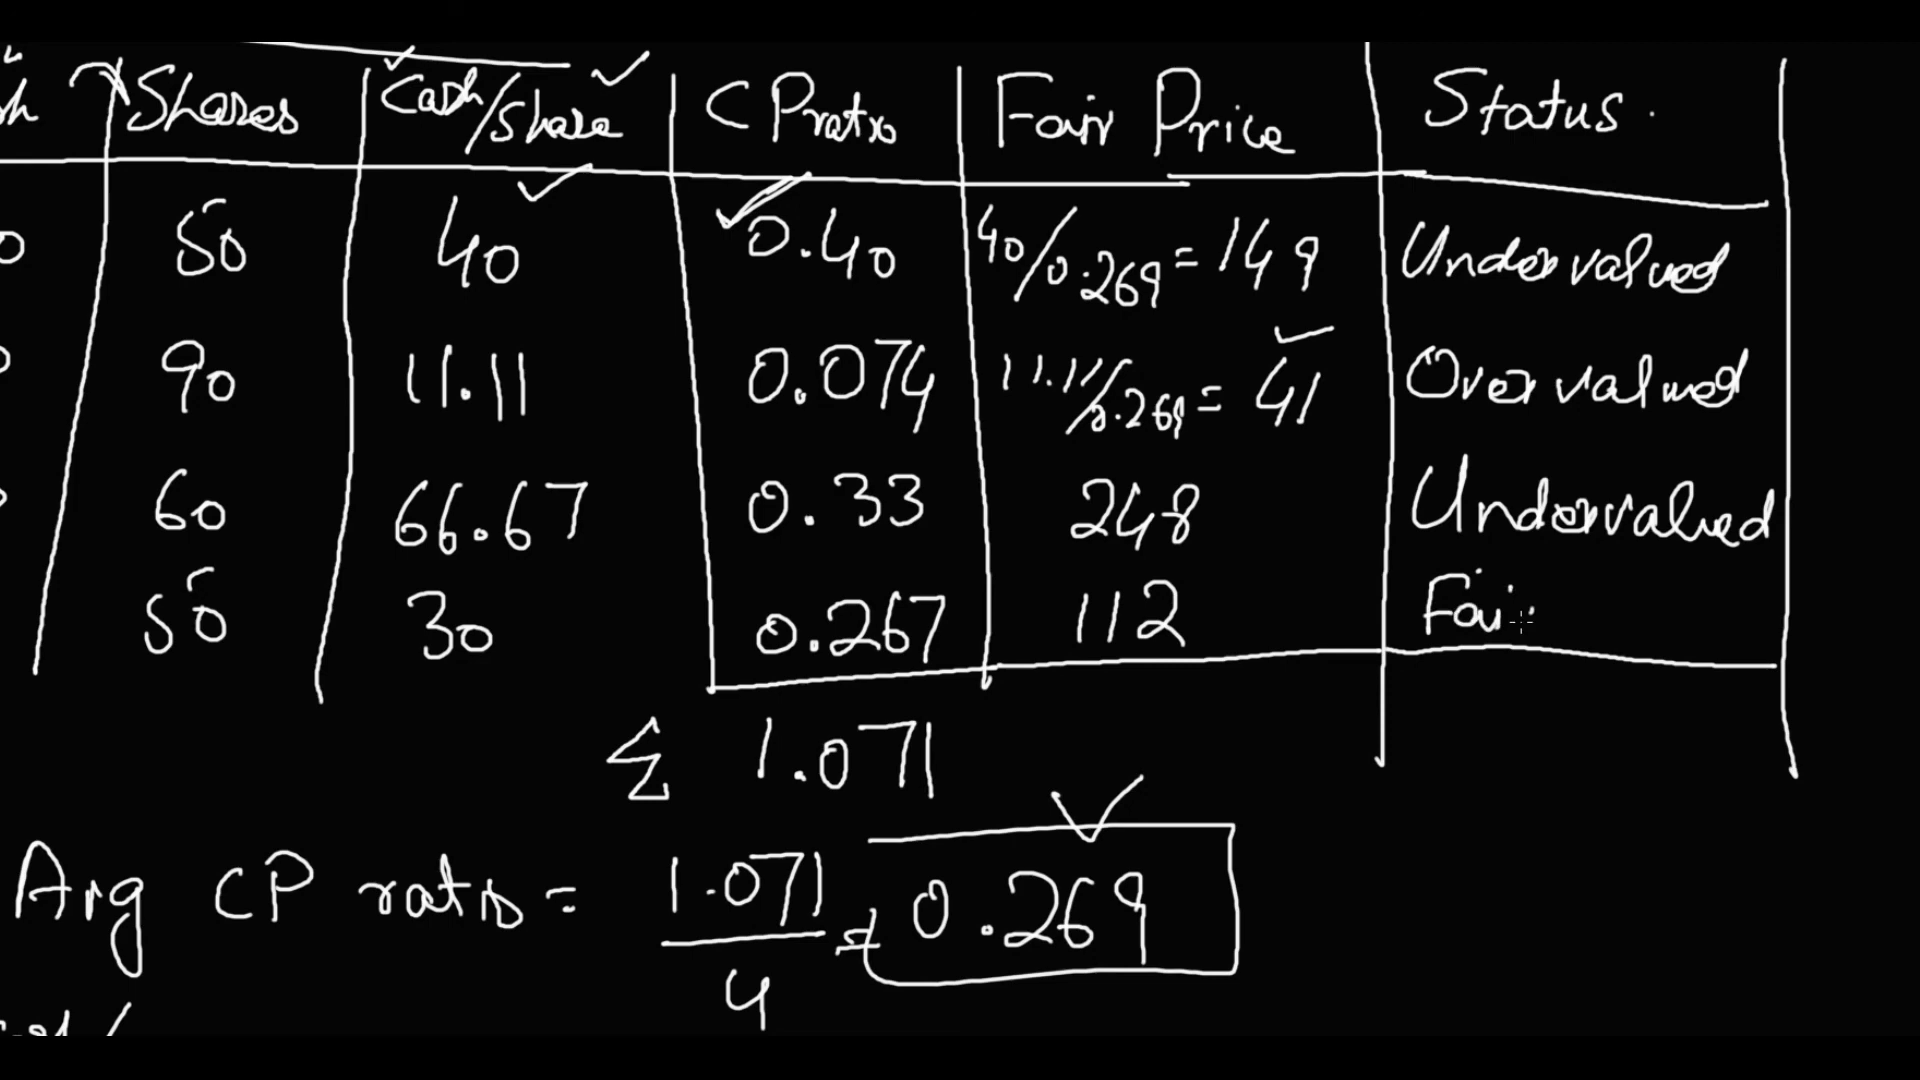 Shares Cash/Share CP ratio Fair Price Status.
50 40 0.40 40/0.269 = 149 Undervalued
90 11.11 0.074 11.11/0.269 = 41 Overvalued
60 66.67 0.33 248 Undervalued
50 30 0.267 112 Fai
Σ 1.071
Avg CP ratio = 1.071/4 = 0.269